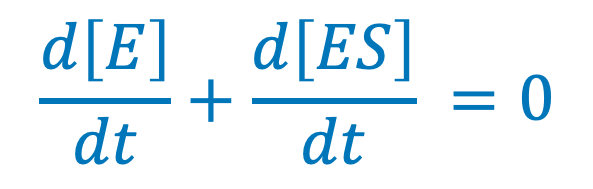 d[E]/dt + d[ES]/dt = 0